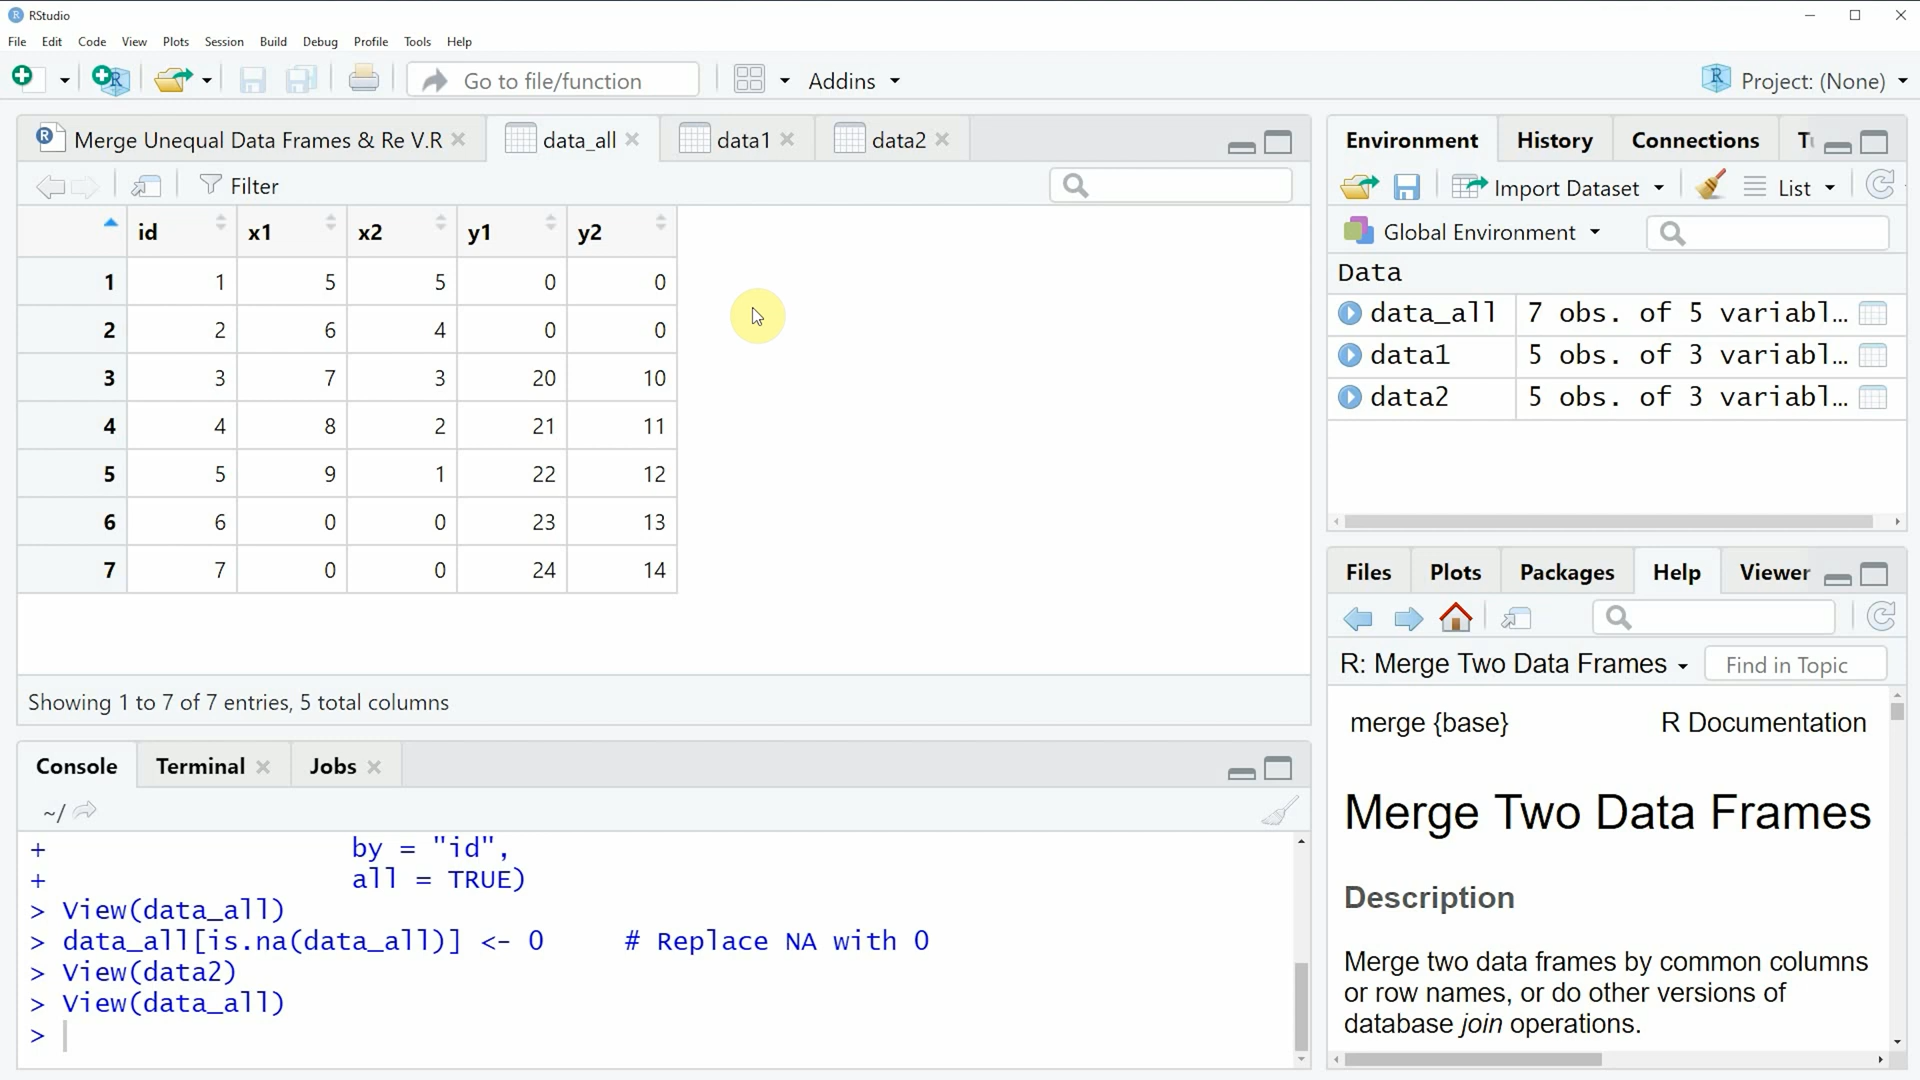 RStudio
File Edit Code View Plots Session Build Debug Profile Tools Help
Go to file/function Addins Project: (None)
Merge Unequal Data Frames & Re V.R data_all data1 data2
Filter
id x1 x2 y1 y2
1 1 5 5 0 0
2 2 6 4 0 0
3 3 7 3 20 10
4 4 8 2 21 11
5 5 9 1 22 12
6 6 0 0 23 13
7 7 0 0 24 14
Showing 1 to 7 of 7 entries, 5 total columns
Console Terminal Jobs
~/
+ by = "id",
+ all = TRUE)
> View(data_all)
> data_all[is.na(data_all)] <- 0 # Replace NA with 0
> View(data2)
> View(data_all)
>
Environment History Connections
Import Dataset List
Global Environment
Data
data_all 7 obs. of 5 variabl...
data1 5 obs. of 3 variabl...
data2 5 obs. of 3 variabl...
Files Plots Packages Help Viewer
R: Merge Two Data Frames Find in Topic
merge {base} R Documentation
Merge Two Data Frames
Description
Merge two data frames by common columns
or row names, or do other versions of
database join operations.